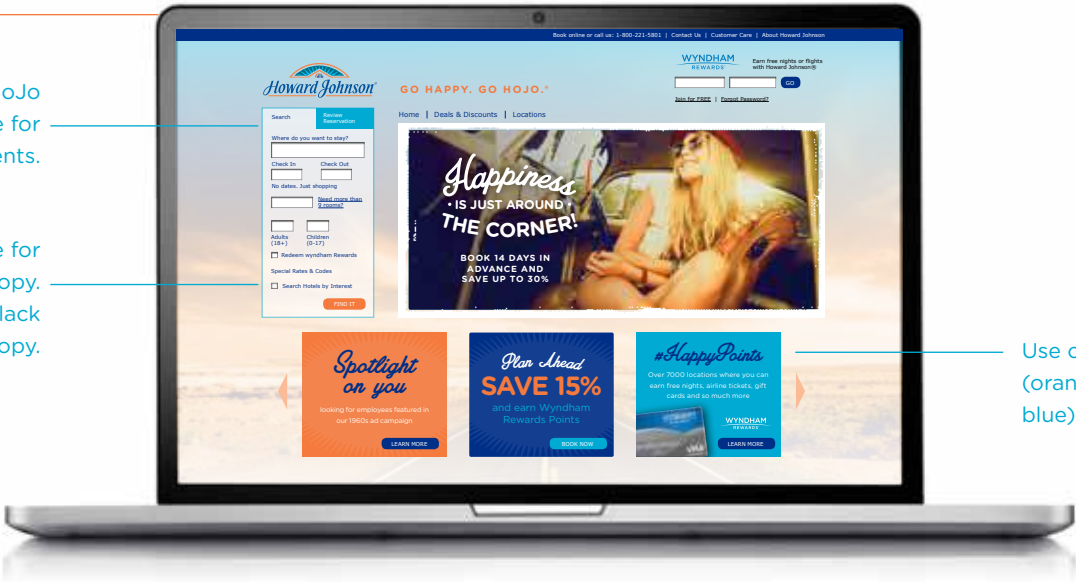 Book online or call us: 1-800-221-5801 | Contact Us | Customer Care | About Howard Johnson
WYNDHAM
REWARDS
Earn free nights or flights
with Howard Johnson®
GO
Join for FREE | Forgot Password?
Howard Johnson®
GO HAPPY. GO HOJO.®
Home | Deals & Discounts | Locations
Search
Review
Reservation
Where do you want to stay?
Check In Check Out
No dates. Just shopping
Need more than
9 rooms?
Adults
(18+)
Children
(0-17)
Redeem wyndham Rewards
Special Rates & Codes
Search Hotels by Interest
FIND IT
Happiness
• IS JUST AROUND •
THE CORNER!
BOOK 14 DAYS IN
ADVANCE AND
SAVE UP TO 30%
Spotlight
on you
looking for employees featured in
our 1960s ad campaign
LEARN MORE
Plan Ahead
SAVE 15%
and earn Wyndham
Rewards Points
BOOK NOW
#HappyPoints
Over 7000 locations where you can
earn free nights, airline tickets, gift
cards and so much more
WYNDHAM
REWARDS
LEARN MORE
oJo
e for
ents.
e for
opy.
lack
opy.
Use
(oran
blue)